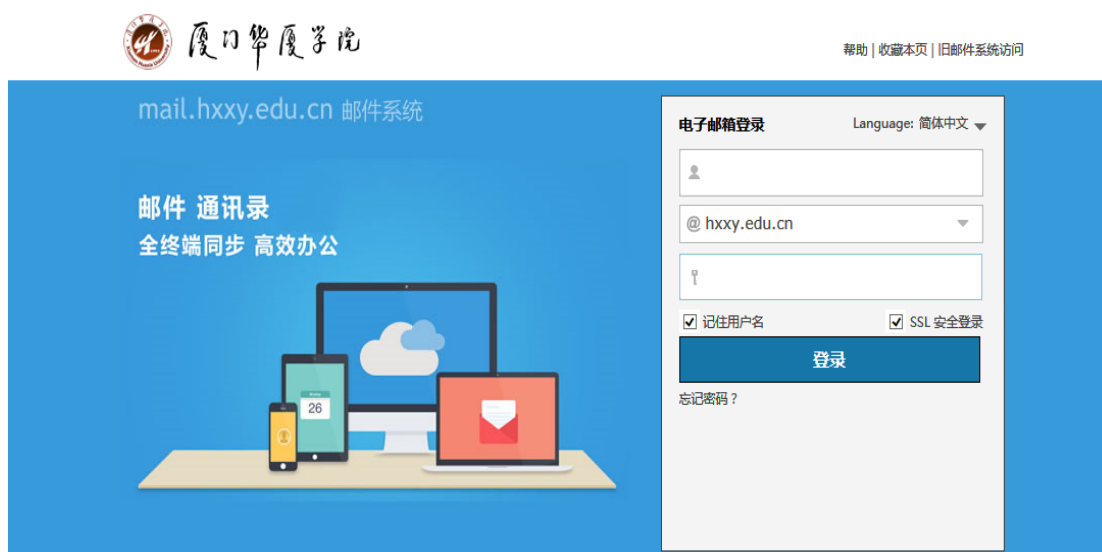 厦门华厦学院
帮助 | 收藏本页 | 旧邮件系统访问
mail.hxxy.edu.cn 邮件系统
邮件 通讯录
全终端同步 高效办公
26
电子邮箱登录
Language: 简体中文
@ hxxy.edu.cn
记住用户名
SSL 安全登录
登录
忘记密码？